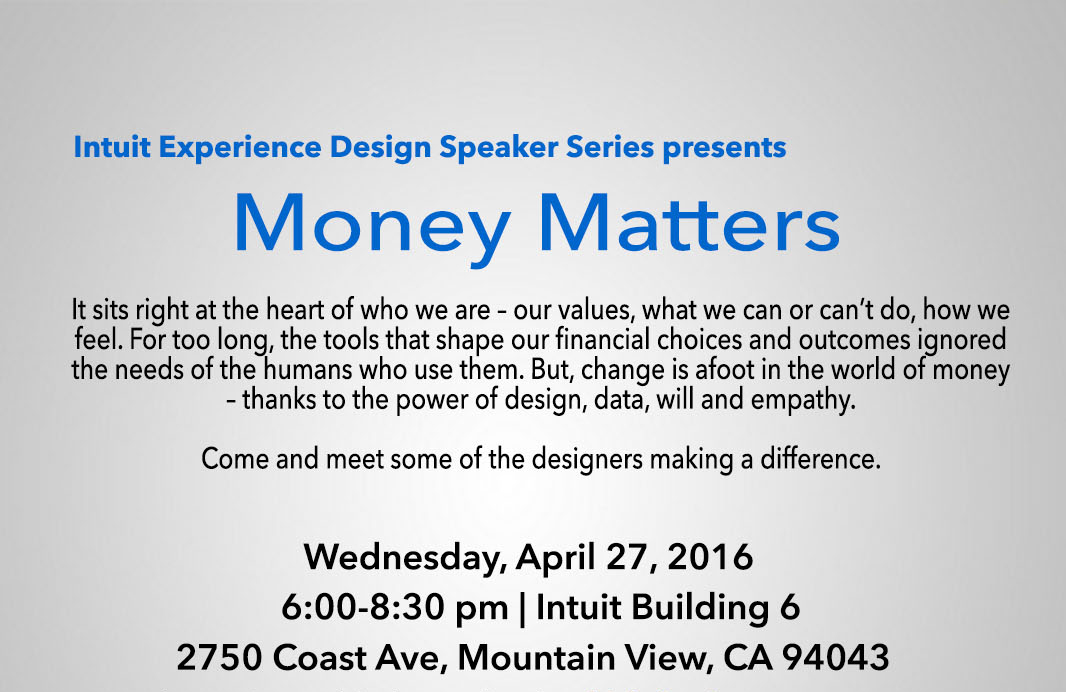 Intuit Experience Design Speaker Series presents
Money Matters
It sits right at the heart of who we are – our values, what we can or can’t do, how we
feel. For too long, the tools that shape our financial choices and outcomes ignored
the needs of the humans who use them. But, change is afoot in the world of money
– thanks to the power of design, data, will and empathy.
Come and meet some of the designers making a difference.
Wednesday, April 27, 2016
6:00-8:30 pm | Intuit Building 6
2750 Coast Ave, Mountain View, CA 94043